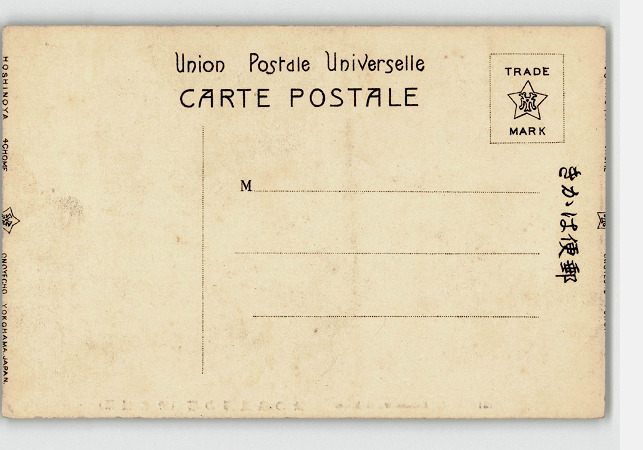 Union Postale Universelle
CARTE POSTALE
TRADE
MARK
M
きかは便郵
HOSHINOYA 4CHOME
ONOYECHO YOKOHAMA JAPAN.